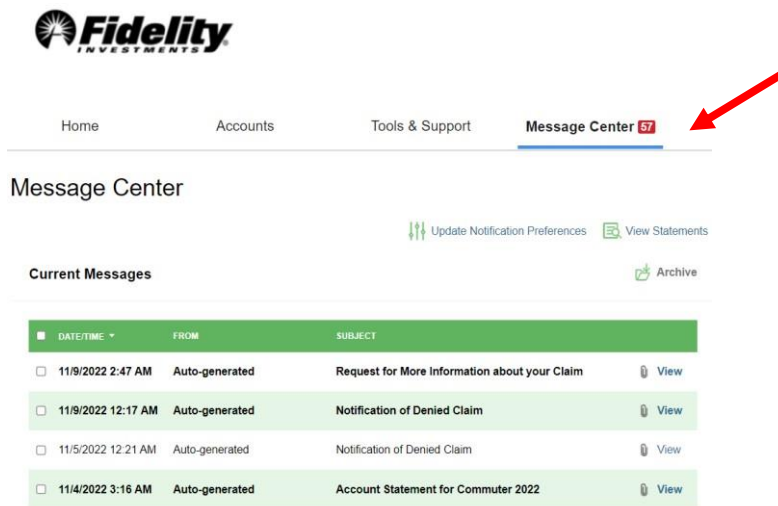 Fidelity
INVESTMENTS
Home Accounts Tools & Support Message Center 57
Message Center
Update Notification Preferences View Statements
Current Messages Archive
DATE/TIME FROM SUBJECT
11/9/2022 2:47 AM Auto-generated Request for More Information about your Claim View
11/9/2022 12:17 AM Auto-generated Notification of Denied Claim View
11/5/2022 12:21 AM Auto-generated Notification of Denied Claim View
11/4/2022 3:16 AM Auto-generated Account Statement for Commuter 2022 View